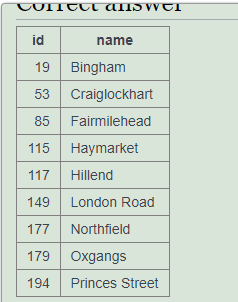 Correct answer
id name
19 Bingham
53 Craiglockhart
85 Fairmilehead
115 Haymarket
117 Hillend
149 London Road
177 Northfield
179 Oxgangs
194 Princes Street